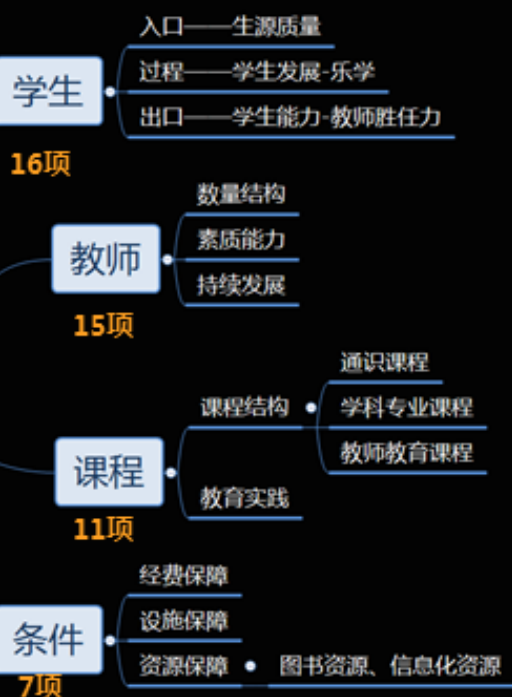 入口——生源质量
过程——学生发展-乐学
学生
出口——学生能力-教师胜任力
16项
数量结构
素质能力
教师
持续发展
15项
通识课程
课程结构
学科专业课程
教师教育课程
课程
教育实践
11项
经费保障
设施保障
条件
资源保障
图书资源、信息化资源
7项